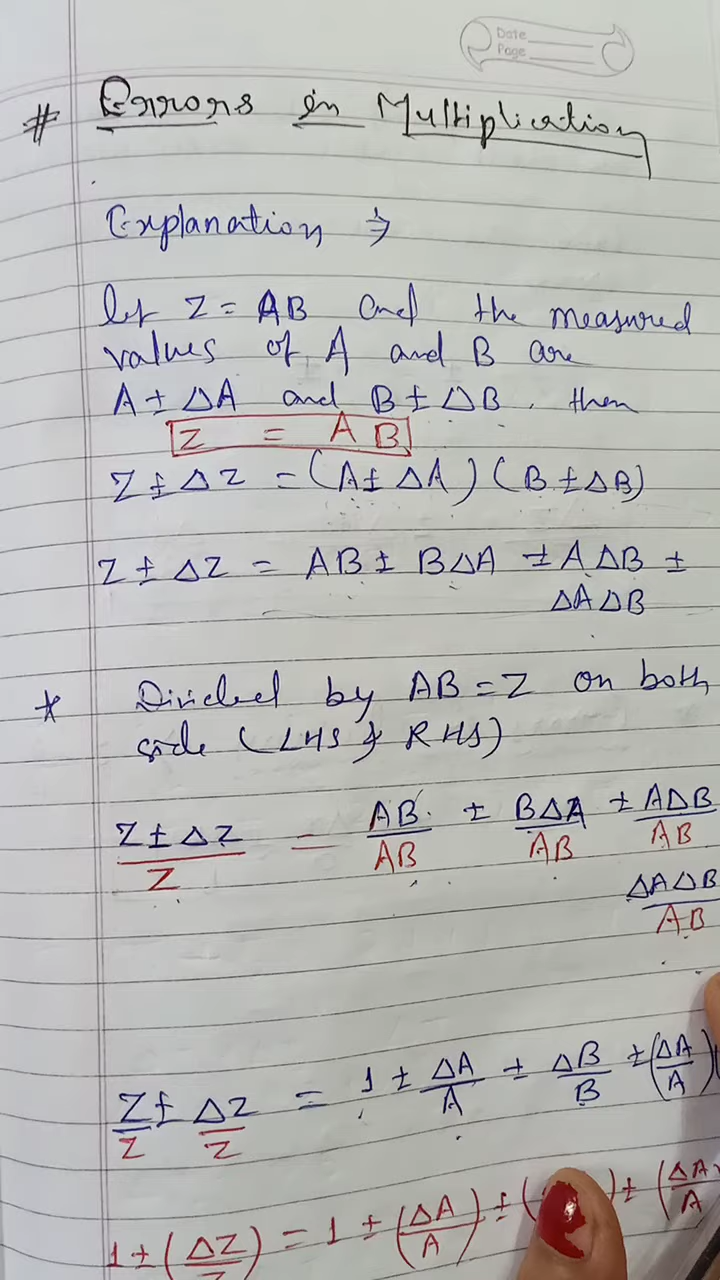 Date
Page
# Errors in Multiplication
Explanation ⇒
let Z = AB and the measured
values of A and B are
A ± ΔA and B ± ΔB. then
Z = AB
Z ± ΔZ = (A ± ΔA) (B ± ΔB)
Z ± ΔZ = AB ± BΔA ± AΔB ±
ΔAΔB
* Divided by AB = Z on both
side (LHS & RHS)
(Z ± ΔZ)/Z = AB/AB ± BΔA/AB ± AΔB/AB
ΔAΔB/AB
Z/Z ± ΔZ/Z = 1 ± ΔA/A ± ΔB/B ± (ΔA/A)(
1 ± (ΔZ/Z) = 1 ± (ΔA/A) ± ( ) ± (ΔA/A)